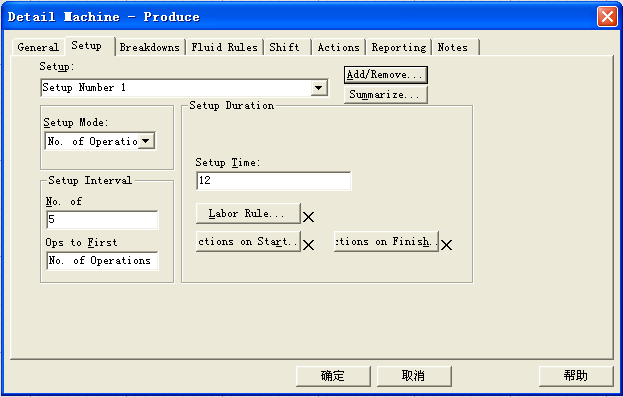 Detail Machine - Produce
General Setup Breakdowns Fluid Rules Shift Actions Reporting Notes
Setup:
Setup Number 1
Add/Remove...
Summarize...
Setup Duration
Setup Mode:
No. of Operatio
Setup Time:
12
Setup Interval
No. of
5
Labor Rule...
Ops to First
ctions on Start..
ctions on Finish..
No. of Operations
确定 取消 帮助